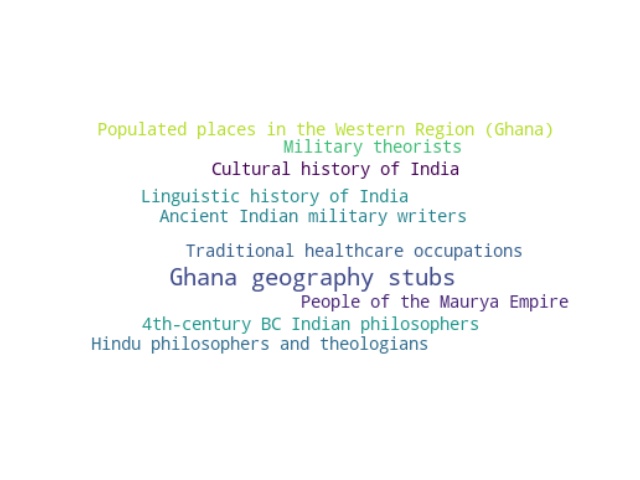 Populated places in the Western Region (Ghana)
Military theorists
Cultural history of India
Linguistic history of India
Ancient Indian military writers
Traditional healthcare occupations
Ghana geography stubs
People of the Maurya Empire
4th-century BC Indian philosophers
Hindu philosophers and theologians